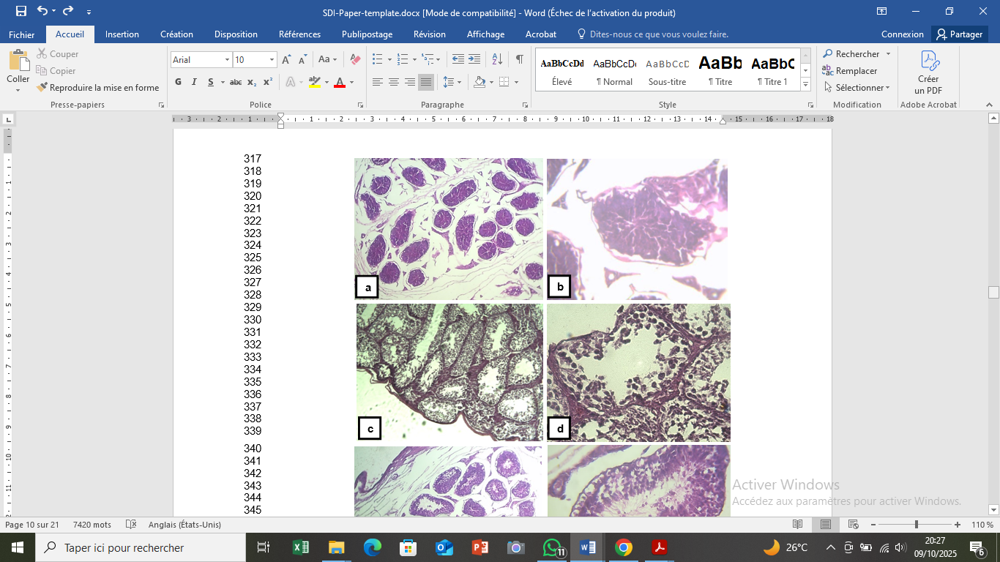 SDI-Paper-template.docx [Mode de compatibilité] - Word (Échec de l'activation du produit)
Fichier Accueil Insertion Création Disposition Références Publipostage Révision Affichage Acrobat Dites-nous ce que vous voulez faire. Connexion Partager
Coller
Couper
Copier
Reproduire la mise en forme
Presse-papiers
Arial 10
Aa
G I S abc x₂ x²
A A
Police
Paragraphe
AaBbCcDd AaBbCcDc AaBbCcD AaBb AaBbC
Élevé ¶ Normal Sous-titre ¶ Titre ¶ Titre 1
Style
Rechercher
Remplacer
Sélectionner
Modification
Créer
un PDF
Adobe Acrobat
3 2 1 1 2 3 4 5 6 7 8 9 10 11 12 13 14 15 16 17 18
317
318
319
320
321
322
323
324
325
326
327
328
329
330
331
332
333
334
335
336
337
338
339
340
341
342
343
344
345
a
b
c
d
Activer Windows
Accédez aux paramètres pour activer Windows.
Page 10 sur 21 7420 mots Anglais (États-Unis) 110 %
Taper ici pour rechercher
11
26°C
20:27
09/10/2025
6